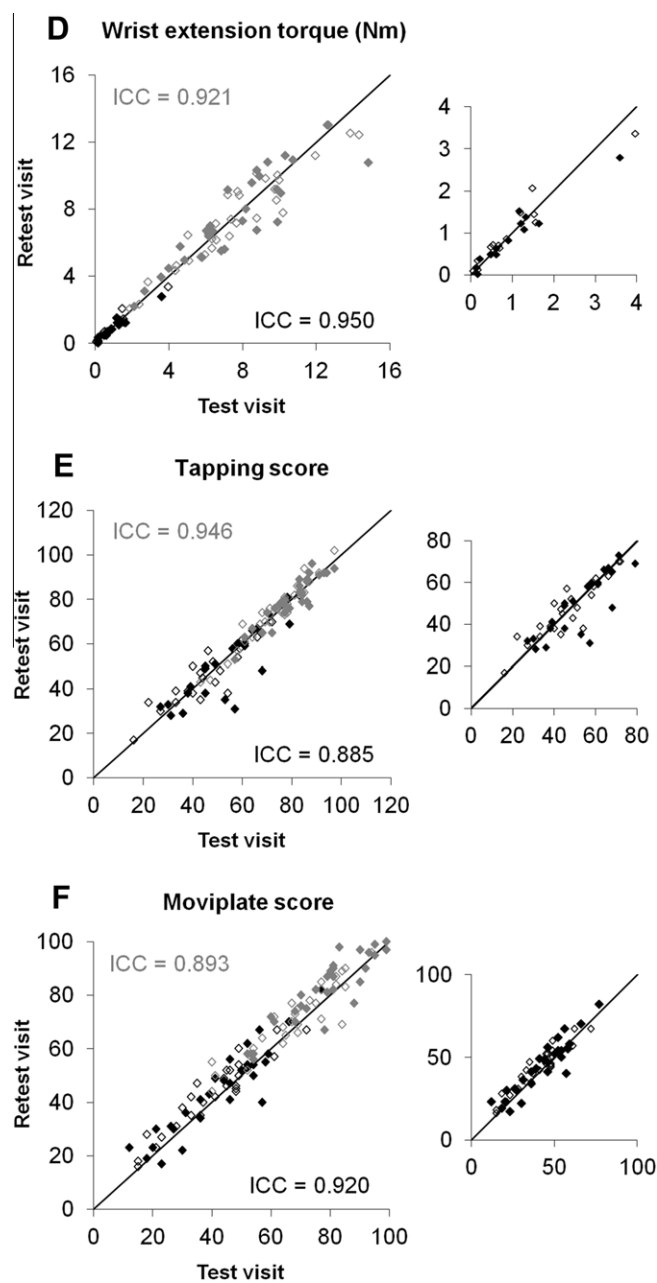 D Wrist extension torque (Nm)
16
12
8
4
0
Retest visit
ICC = 0.921
ICC = 0.950
0 4 8 12 16
Test visit
4
3
2
1
0
0 1 2 3 4
E Tapping score
120
100
80
60
40
20
0
Retest visit
ICC = 0.946
ICC = 0.885
0 20 40 60 80 100 120
Test visit
80
60
40
20
0
0 20 40 60 80
F Moviplate score
100
80
60
40
20
0
Retest visit
ICC = 0.893
ICC = 0.920
0 20 40 60 80 100
Test visit
100
50
0
0 50 100